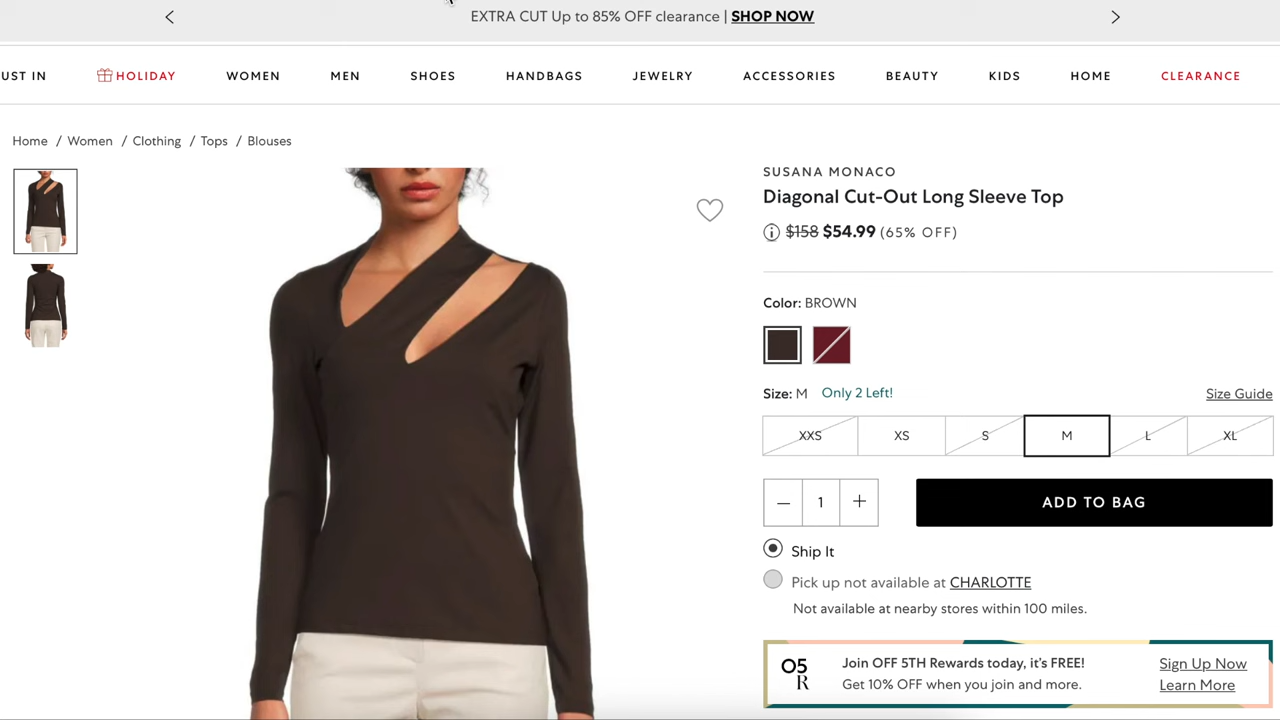 EXTRA CUT Up to 85% OFF clearance | SHOP NOW
UST IN HOLIDAY WOMEN MEN SHOES HANDBAGS JEWELRY ACCESSORIES BEAUTY KIDS HOME CLEARANCE
Home / Women / Clothing / Tops / Blouses
SUSANA MONACO
Diagonal Cut-Out Long Sleeve Top
$158 $54.99 (65% OFF)
Color: BROWN
Size: M Only 2 Left! Size Guide
XXS XS S M L XL
— 1 + ADD TO BAG
Ship It
Pick up not available at CHARLOTTE
Not available at nearby stores within 100 miles.
O5 R
Join OFF 5TH Rewards today, it's FREE! Sign Up Now
Get 10% OFF when you join and more. Learn More